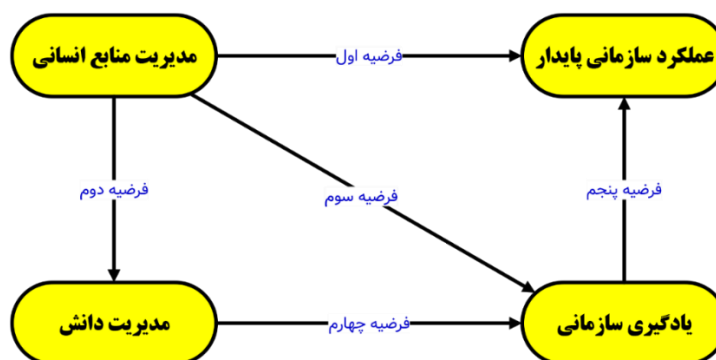 مدیریت منابع انسانی
فرضیه اول
عملکرد سازمانی پایدار
فرضیه دوم
فرضیه سوم
فرضیه پنجم
مدیریت دانش
فرضیه چهارم
یادگیری سازمانی